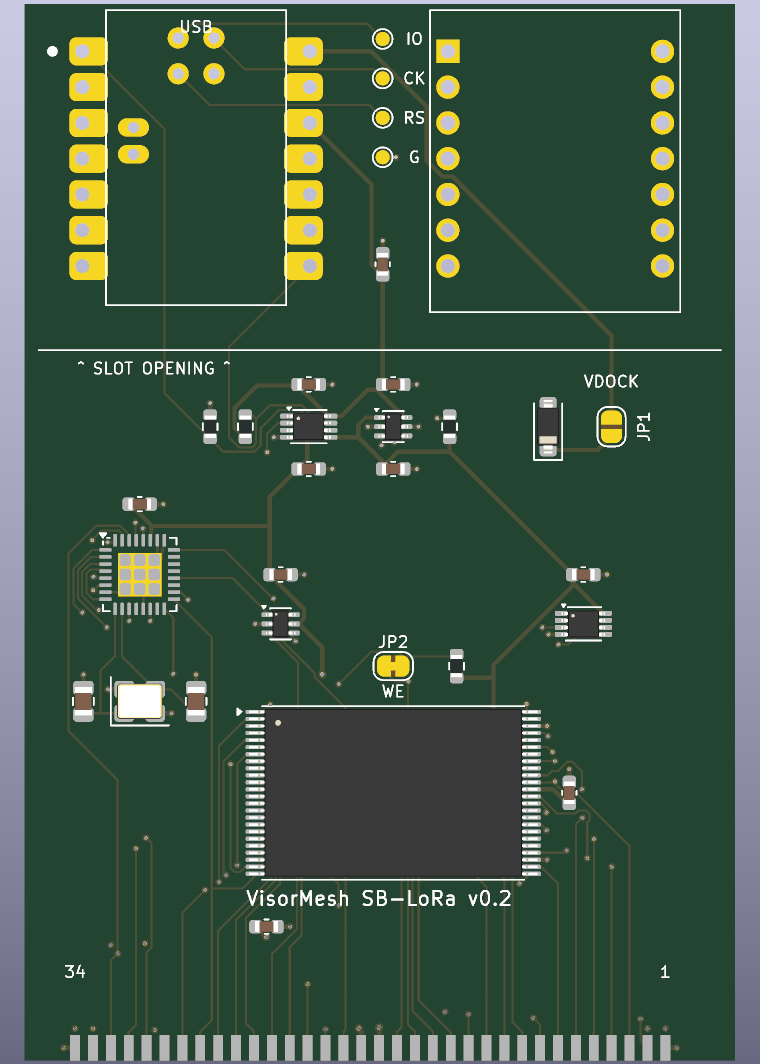 USB
IO
CK
RS
G
^ SLOT OPENING ^
VDOCK
JP1
JP2
WE
VisorMesh SB-LoRa v0.2
34
1